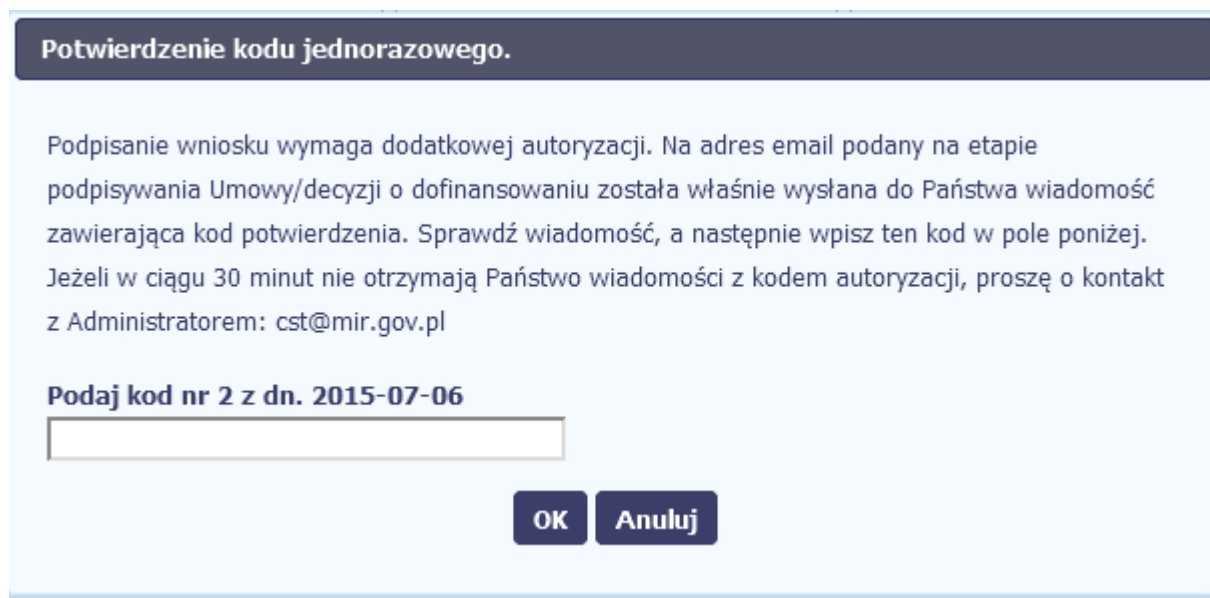 Potwierdzenie kodu jednorazowego.
Podpisanie wniosku wymaga dodatkowej autoryzacji. Na adres email podany na etapie
podpisywania Umowy/decyzji o dofinansowaniu została właśnie wysłana do Państwa wiadomość
zawierająca kod potwierdzenia. Sprawdź wiadomość, a następnie wpisz ten kod w pole poniżej.
Jeżeli w ciągu 30 minut nie otrzymają Państwo wiadomości z kodem autoryzacji, proszę o kontakt
z Administratorem: cst@mir.gov.pl
Podaj kod nr 2 z dn. 2015-07-06
OK Anuluj